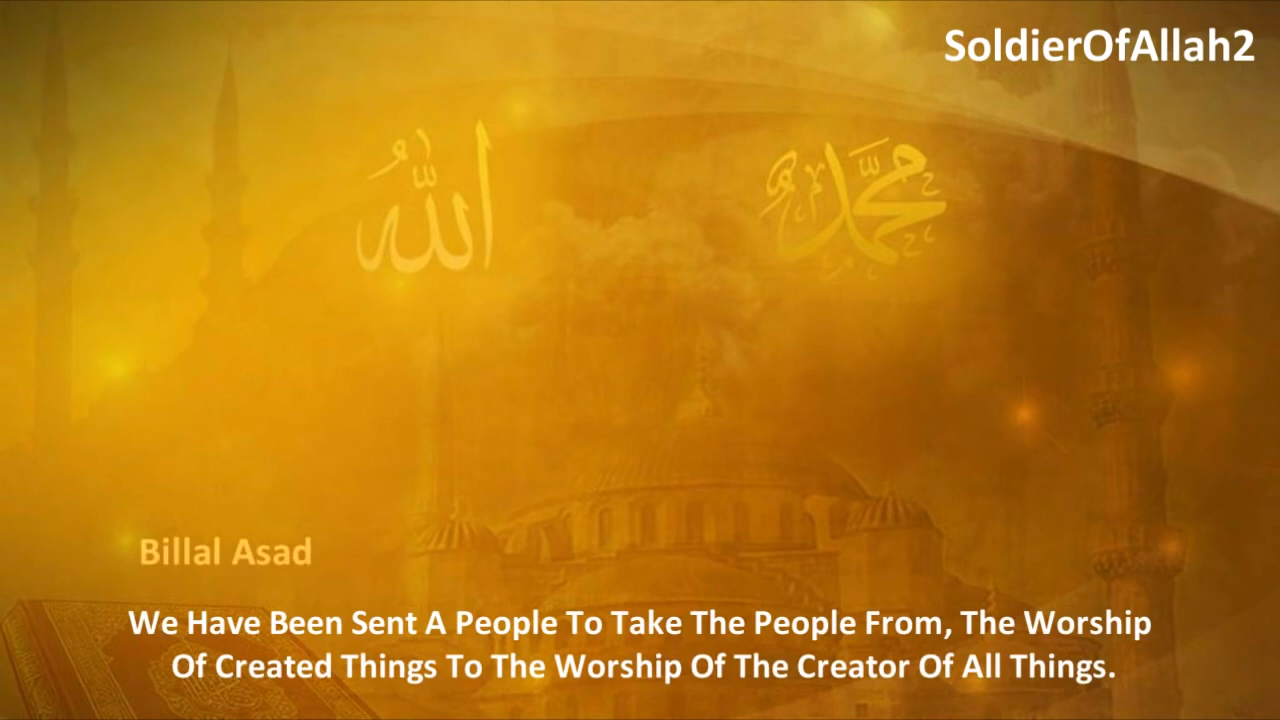 SoldierOfAllah2
الله محمد
Billal Asad
We Have Been Sent A People To Take The People From, The Worship
Of Created Things To The Worship Of The Creator Of All Things.